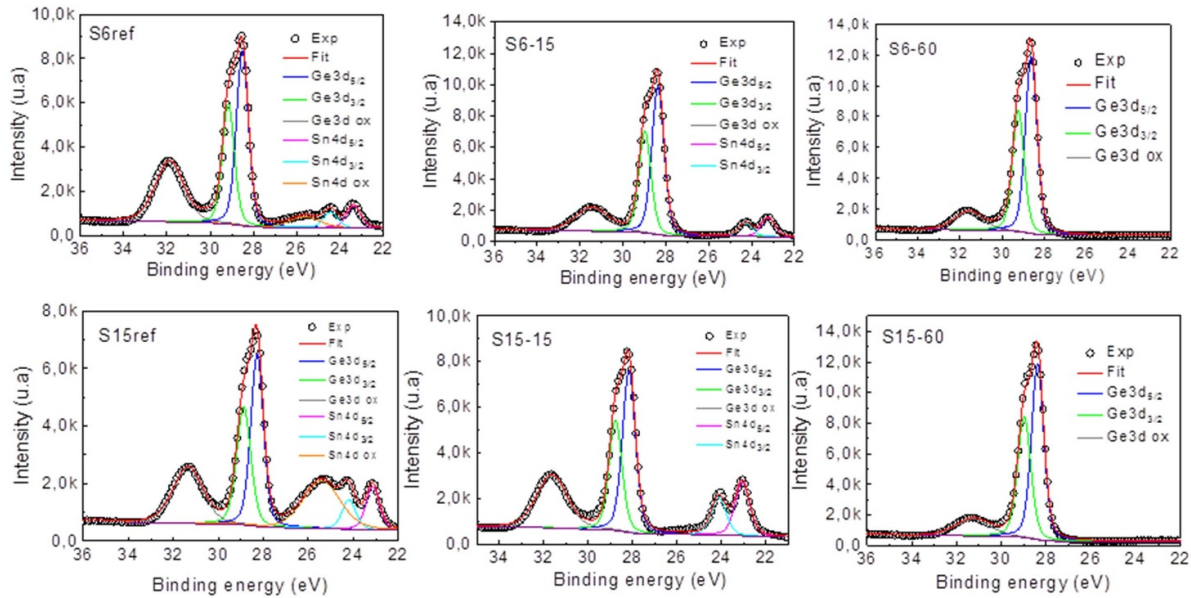 S6ref
10,0k
8,0k
6,0k
4,0k
2,0k
0,0
Intensity (u.a)
36 34 32 30 28 26 24 22
Binding energy (eV)
Exp
Fit
Ge3d5/2
Ge3d3/2
Ge3d ox
Sn4d5/2
Sn4d3/2
Sn4d ox
S6-15
14,0k
12,0k
10,0k
8,0k
6,0k
4,0k
2,0k
0,0
Intensity (u.a)
36 34 32 30 28 26 24 22
Binding energy (eV)
Exp
Fit
Ge3d5/2
Ge3d3/2
Ge3d ox
Sn4d5/2
Sn4d3/2
S6-60
14,0k
12,0k
10,0k
8,0k
6,0k
4,0k
2,0k
0,0
Intensity (u.a)
36 34 32 30 28 26 24 22
Binding energy (eV)
Exp
Fit
Ge3d5/2
Ge3d3/2
Ge3d ox
S15ref
8,0k
6,0k
4,0k
2,0k
0,0
Intensity (u.a)
36 34 32 30 28 26 24 22
Binding energy (eV)
Exp
Fit
Ge3d5/2
Ge3d3/2
Ge3d ox
Sn4d5/2
Sn4d3/2
Sn4d ox
S15-15
10,0k
8,0k
6,0k
4,0k
2,0k
0,0
Intensity (u.a)
34 32 30 28 26 24 22
Binding energy (eV)
Exp
Fit
Ge3d5/2
Ge3d3/2
Ge3d ox
Sn4d5/2
Sn4d3/2
S15-60
14,0k
12,0k
10,0k
8,0k
6,0k
4,0k
2,0k
0,0
Intensity (u.a)
36 34 32 30 28 26 24 22
Binding energy (eV)
Exp
Fit
Ge3d5/2
Ge3d3/2
Ge3d ox